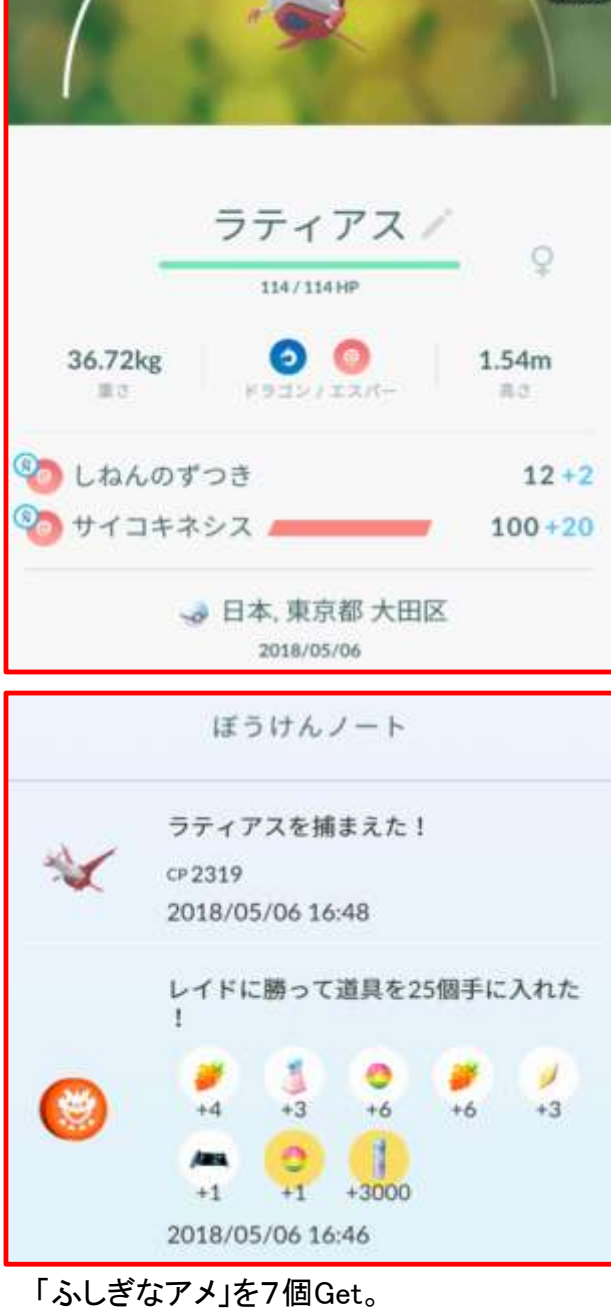 ラティアス
114 / 114 HP
36.72kg
重さ
ドラゴン / エスパー
1.54m
高さ
しねんのずつき 12 +2
サイコキネシス 100 +20
日本, 東京都 大田区
2018/05/06
ぼうけんノート
ラティアスを捕まえた！
CP 2319
2018/05/06 16:48
レイドに勝って道具を25個手に入れた
！
+4 +3 +6 +6 +3
+1 +1 +3000
2018/05/06 16:46
「ふしぎなアメ」を7個Get。